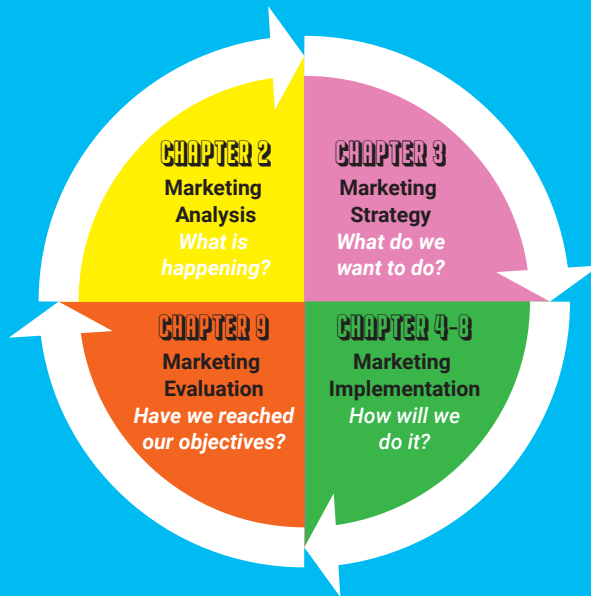 CHAPTER 2
Marketing
Analysis
What is
happening?
CHAPTER 3
Marketing
Strategy
What do we
want to do?
CHAPTER 9
Marketing
Evaluation
Have we reached
our objectives?
CHAPTER 4-8
Marketing
Implementation
How will we
do it?